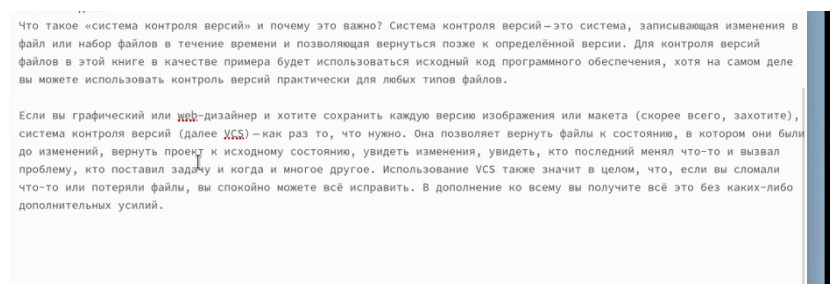 Что такое «система контроля версий» и почему это важно? Система контроля версий — это система, записывающая изменения в
файл или набор файлов в течение времени и позволяющая вернуться позже к определённой версии. Для контроля версий
файлов в этой книге в качестве примера будет использоваться исходный код программного обеспечения, хотя на самом деле
вы можете использовать контроль версий практически для любых типов файлов.
Если вы графический или web-дизайнер и хотите сохранить каждую версию изображения или макета (скорее всего, захотите),
система контроля версий (далее VCS) — как раз то, что нужно. Она позволяет вернуть файлы к состоянию, в котором они были
до изменений, вернуть проект к исходному состоянию, увидеть изменения, увидеть, кто последний менял что-то и вызвал
проблему, кто поставил задачу и когда и многое другое. Использование VCS также значит в целом, что, если вы сломали
что-то или потеряли файлы, вы спокойно можете всё исправить. В дополнение ко всему вы получите всё это без каких-либо
дополнительных усилий.